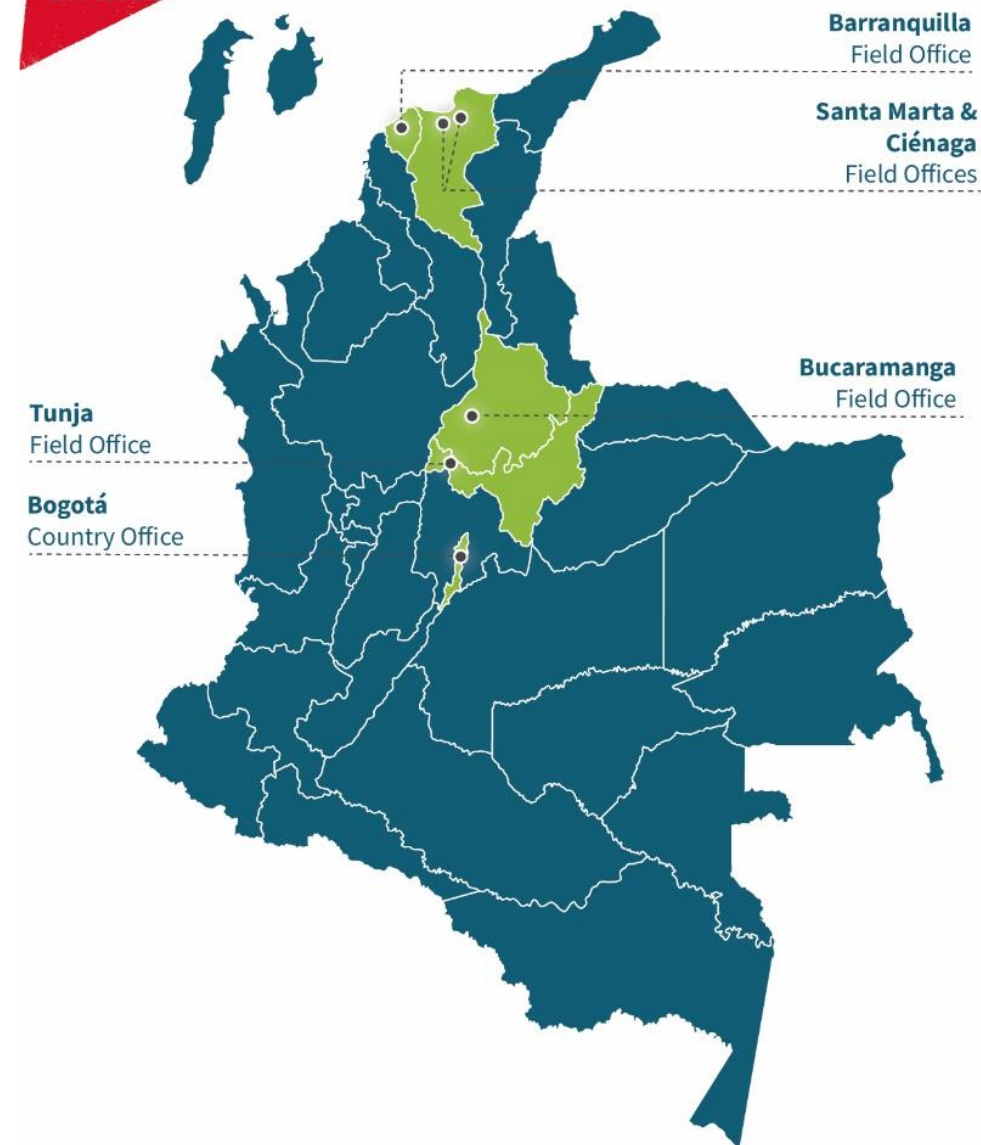 Barranquilla
Field Office
Santa Marta &
Ciénaga
Field Offices
Bucaramanga
Field Office
Tunja
Field Office
Bogotá
Country Office